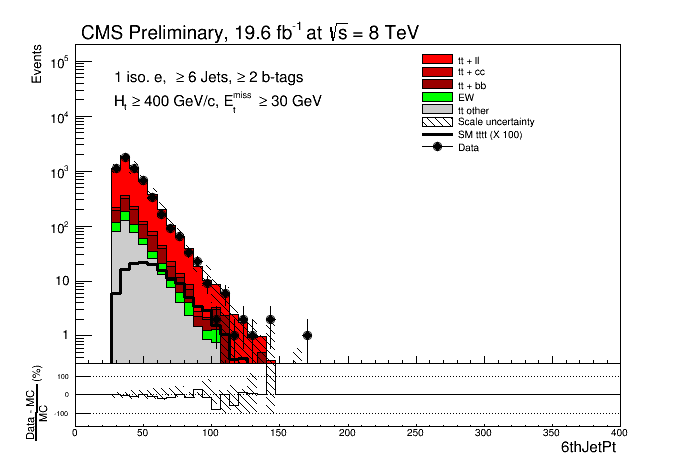 CMS Preliminary, 19.6 fb⁻¹ at √s = 8 TeV
Events
1 iso. e, ≥ 6 Jets, ≥ 2 b-tags
H_t ≥ 400 GeV/c, E_t^miss ≥ 30 GeV
tt + ll
tt + cc
tt + bb
EW
tt other
Scale uncertainty
SM tttt (X 100)
Data
10⁵
10⁴
10³
10²
10
1
Data - MC
MC
(%)
100
0
-100
0 50 100 150 200 250 300 350 400
6thJetPt